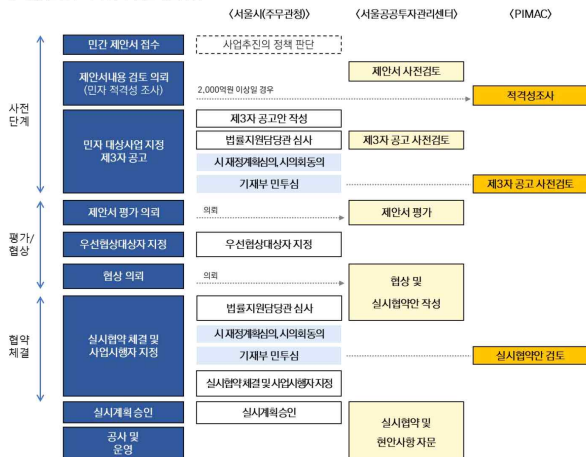 〈서울시(주무관청)〉 〈서울공공투자관리센터〉 〈PIMAC〉
민간 제안서 접수
사업추진의 정책 판단
사전
단계
제안서내용 검토 의뢰
(민자 적격성 조사)
2,000억원 이상일 경우
제안서 사전검토
적격성조사
민자 대상사업 지정
제3자 공고
제3자 공고안 작성
법률지원담당관 심사
제3자 공고 사전검토
시 재정계획심의, 시의회 동의
기재부 민투심
제3자 공고 사전검토
평가/
협상
제안서 평가 의뢰
의뢰
제안서 평가
우선협상대상자 지정
우선협상대상자 지정
협상 의뢰
의뢰
협상 및
실시협약안 작성
협약
체결
실시협약 체결 및
사업시행자 지정
법률지원담당관 심사
시 재정계획심의, 시의회 동의
기재부 민투심
실시협약안 검토
실시협약 체결 및 사업시행자 지정
실시계획 승인
실시계획승인
공사 및
운영
실시협약 및
현안사항 자문